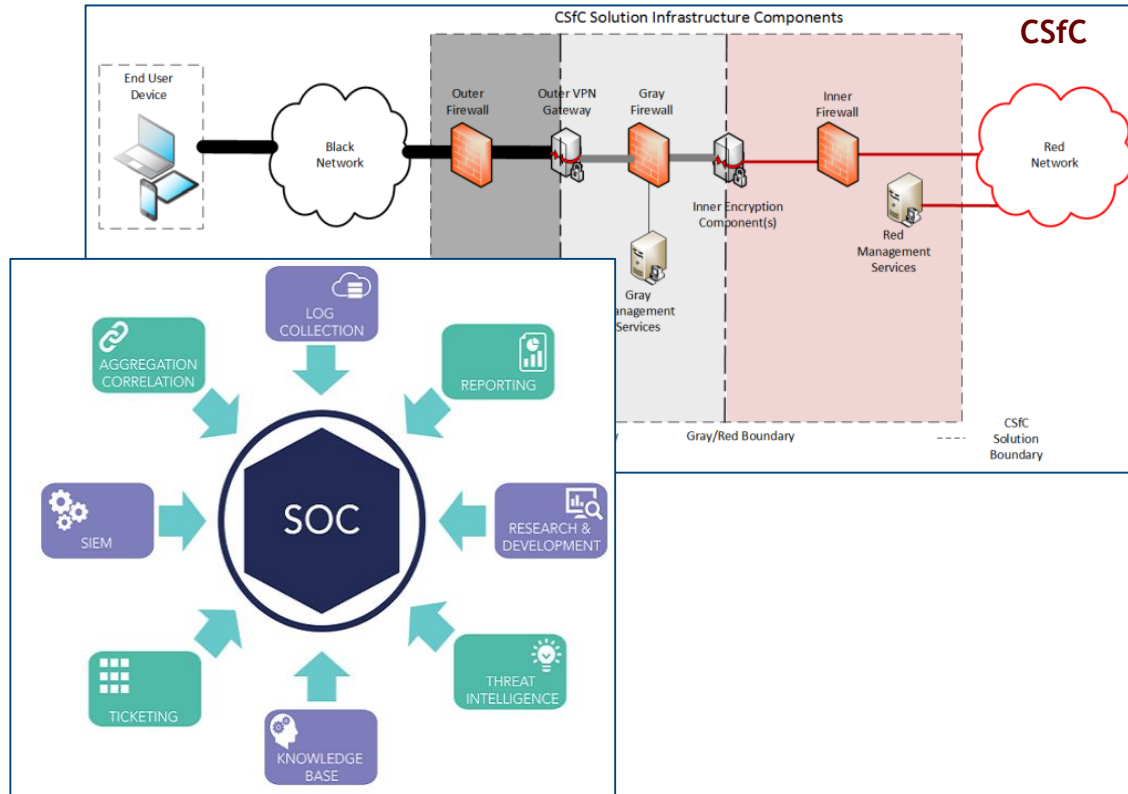 CSfC Solution Infrastructure Components
CSfC
End User
Device
Black
Network
Outer
Firewall
Outer VPN
Gateway
Gray
Firewall
Inner Encryption
Component(s)
Inner
Firewall
Red
Network
Red
Management
Services
Gray
Services
Gray/Red Boundary
CSfC
Solution
Boundary
LOG
COLLECTION
AGGREGATION
CORRELATION
REPORTING
SIEM
SOC
RESEARCH &
DEVELOPMENT
TICKETING
THREAT
INTELLIGENCE
KNOWLEDGE
BASE